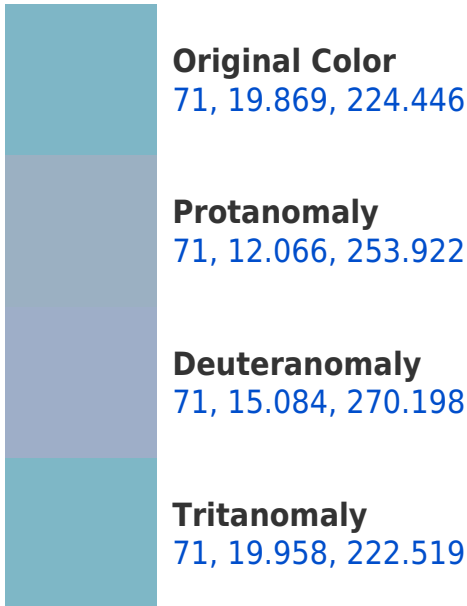 Original Color
71, 19.869, 224.446
Protanomaly
71, 12.066, 253.922
Deuteranomaly
71, 15.084, 270.198
Tritanomaly
71, 19.958, 222.519